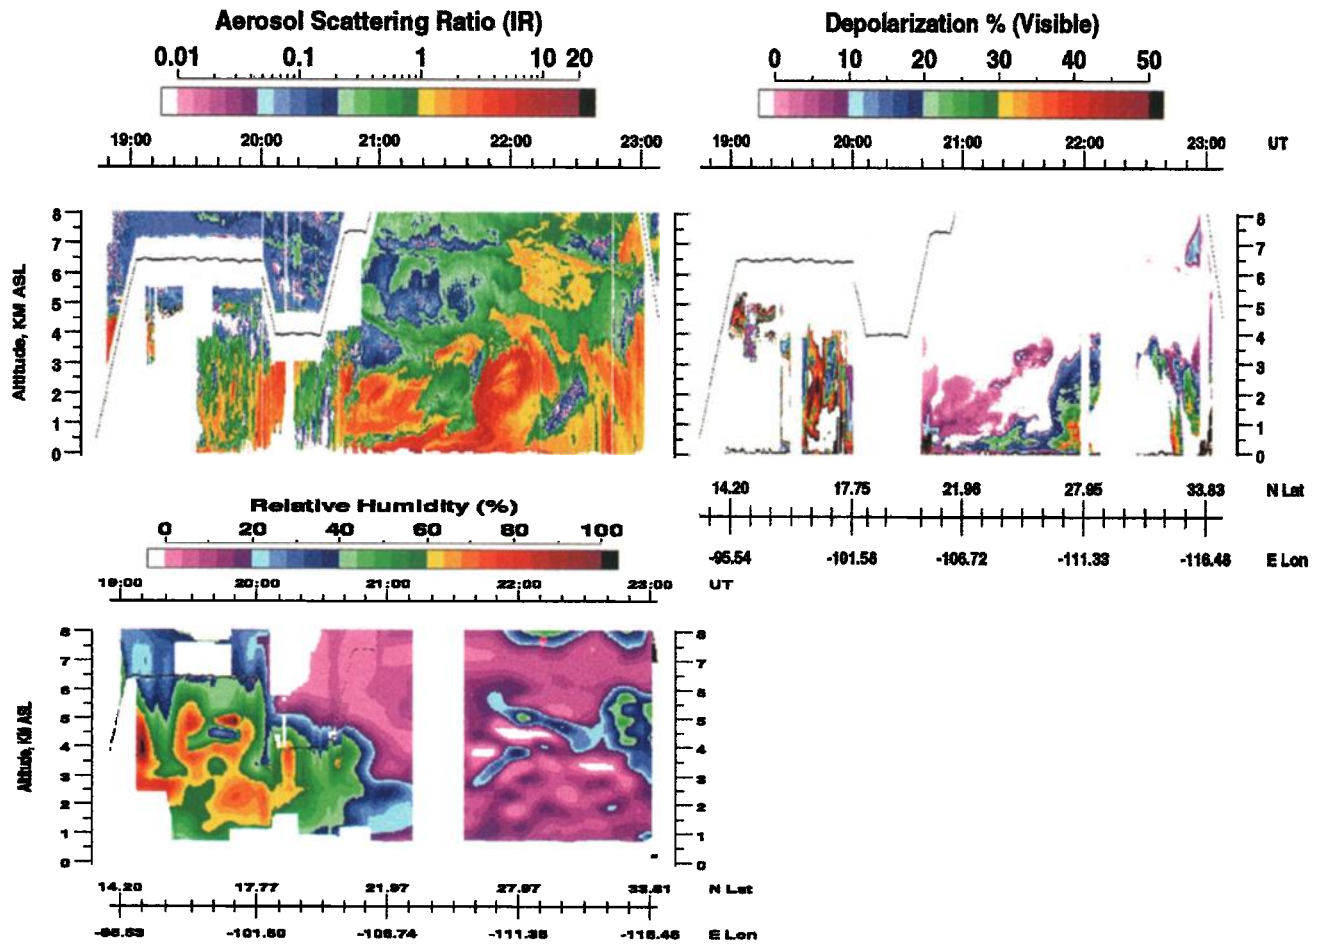 Aerosol Scattering Ratio (IR)
0.01 0.1 1 10 20
19:00 20:00 21:00 22:00 23:00
Altitude, KM ASL
8
7
6
5
4
3
2
1
0
Depolarization % (Visible)
0 10 20 30 40 50
19:00 20:00 21:00 22:00 23:00 UT
8
7
6
5
4
3
2
1
0
14.20 17.75 21.96 27.95 33.83 N Lat
-95.54 -101.56 -106.72 -111.33 -116.46 E Lon
Relative Humidity (%)
0 20 40 60 80 100
19:00 20:00 21:00 22:00 23:00 UT
Altitude, KM ASL
8
7
6
5
4
3
2
1
0
8
7
6
5
4
3
2
1
0
14.20 17.77 21.97 27.97 33.81 N Lat
-95.53 -101.50 -106.74 -111.35 -116.46 E Lon